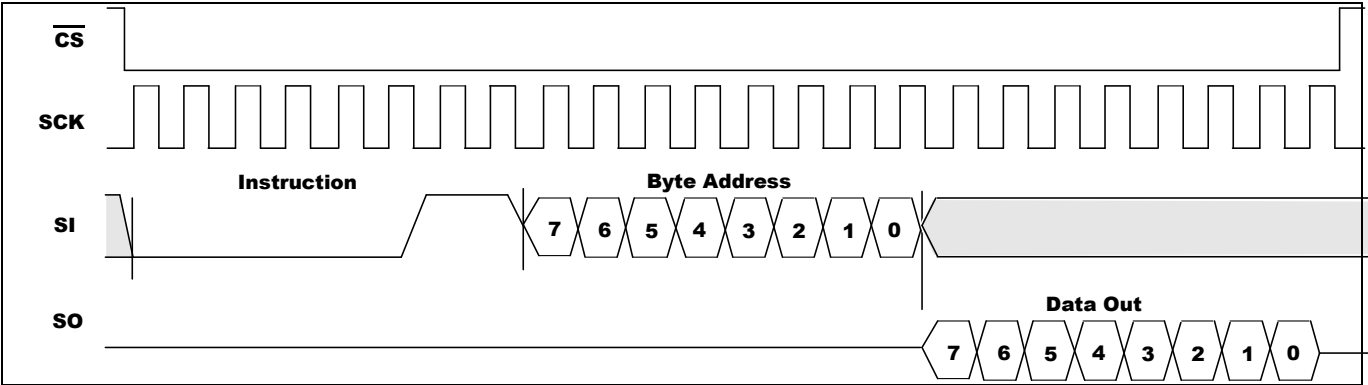 CS
SCK
Instruction
Byte Address
SI
7 6 5 4 3 2 1 0
Data Out
SO
7 6 5 4 3 2 1 0